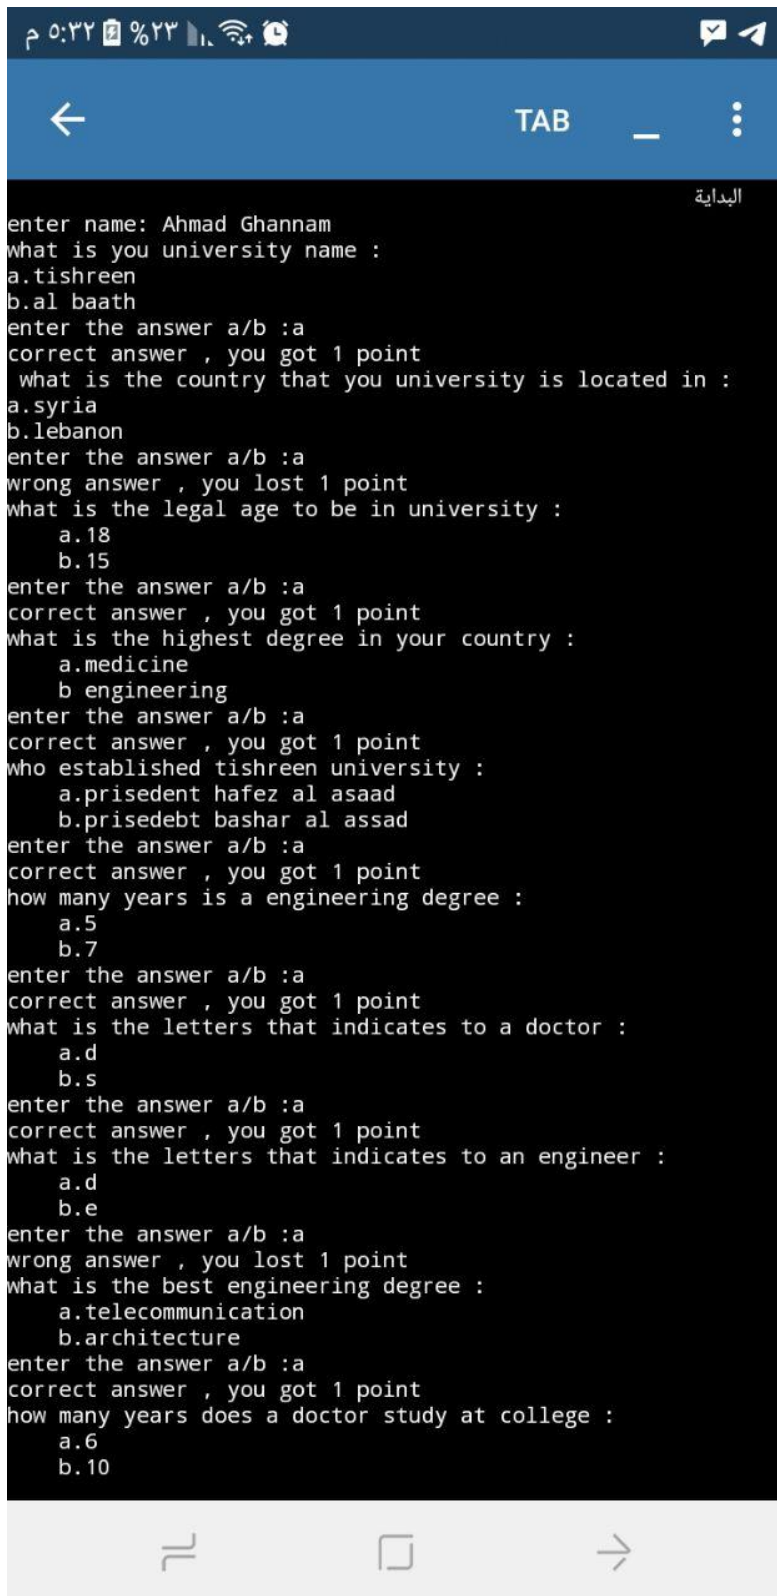 ٥:٣٢ م %٢٣
TAB _
البداية
enter name: Ahmad Ghannam
what is you university name :
a.tishreen
b.al baath
enter the answer a/b :a
correct answer , you got 1 point
 what is the country that you university is located in :
a.syria
b.lebanon
enter the answer a/b :a
wrong answer , you lost 1 point
what is the legal age to be in university :
    a.18
    b.15
enter the answer a/b :a
correct answer , you got 1 point
what is the highest degree in your country :
    a.medicine
    b engineering
enter the answer a/b :a
correct answer , you got 1 point
who established tishreen university :
    a.prisedent hafez al asaad
    b.prisedebt bashar al assad
enter the answer a/b :a
correct answer , you got 1 point
how many years is a engineering degree :
    a.5
    b.7
enter the answer a/b :a
correct answer , you got 1 point
what is the letters that indicates to a doctor :
    a.d
    b.s
enter the answer a/b :a
correct answer , you got 1 point
what is the letters that indicates to an engineer :
    a.d
    b.e
enter the answer a/b :a
wrong answer , you lost 1 point
what is the best engineering degree :
    a.telecommunication
    b.architecture
enter the answer a/b :a
correct answer , you got 1 point
how many years does a doctor study at college :
    a.6
    b.10